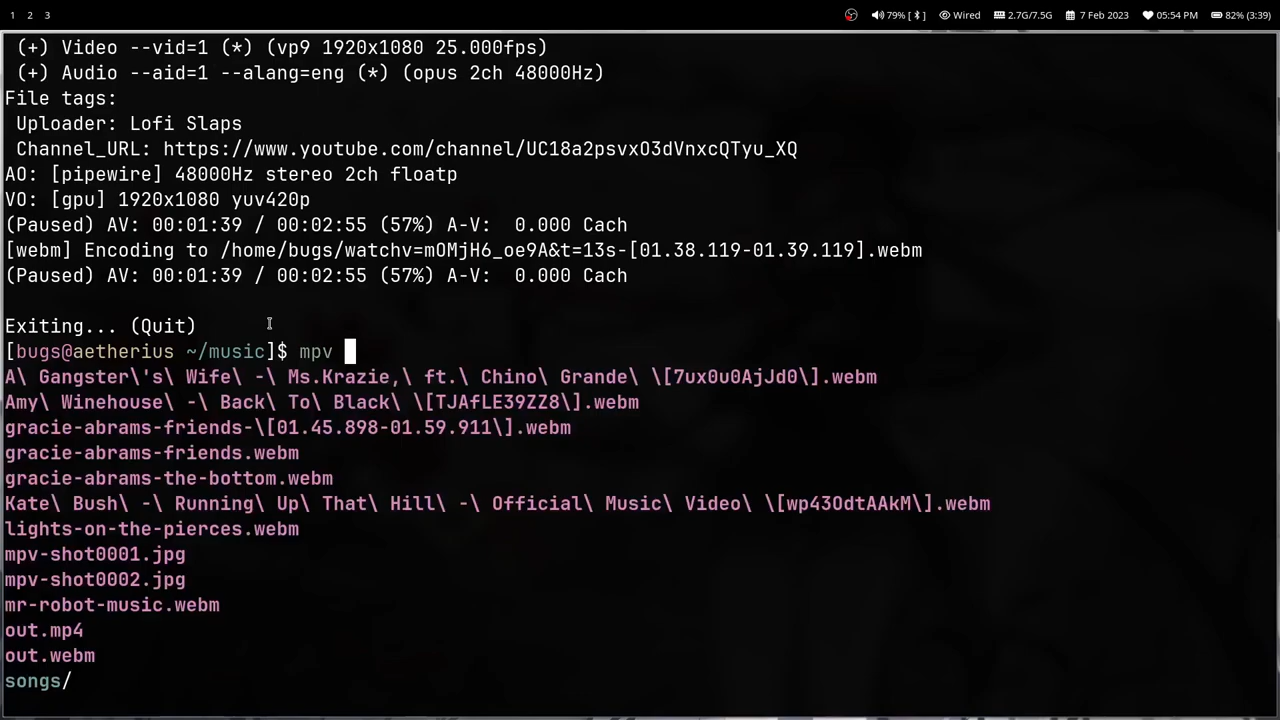 1 2 3 79% [ ] Wired 2.7G/7.5G 7 Feb 2023 05:54 PM 82% (3:39)
(+) Video --vid=1 (*) (vp9 1920x1080 25.000fps)
(+) Audio --aid=1 --alang=eng (*) (opus 2ch 48000Hz)
File tags:
Uploader: Lofi Slaps
Channel_URL: https://www.youtube.com/channel/UC18a2psvxO3dVnxcQTyu_XQ
AO: [pipewire] 48000Hz stereo 2ch floatp
VO: [gpu] 1920x1080 yuv420p
(Paused) AV: 00:01:39 / 00:02:55 (57%) A-V:  0.000 Cach
[webm] Encoding to /home/bugs/watchv=mOMjH6_oe9A&t=13s-[01.38.119-01.39.119].webm
(Paused) AV: 00:01:39 / 00:02:55 (57%) A-V:  0.000 Cach
Exiting... (Quit)
[bugs@aetherius ~/music]$ mpv
A\ Gangster\'s\ Wife\ -\ Ms.Krazie,\ ft.\ Chino\ Grande\ \[7ux0u0AjJd0\].webm
Amy\ Winehouse\ -\ Back\ To\ Black\ \[TJAfLE39ZZ8\].webm
gracie-abrams-friends-\[01.45.898-01.59.911\].webm
gracie-abrams-friends.webm
gracie-abrams-the-bottom.webm
Kate\ Bush\ -\ Running\ Up\ That\ Hill\ -\ Official\ Music\ Video\ \[wp43OdtAAkM\].webm
lights-on-the-pierces.webm
mpv-shot0001.jpg
mpv-shot0002.jpg
mr-robot-music.webm
out.mp4
out.webm
songs/